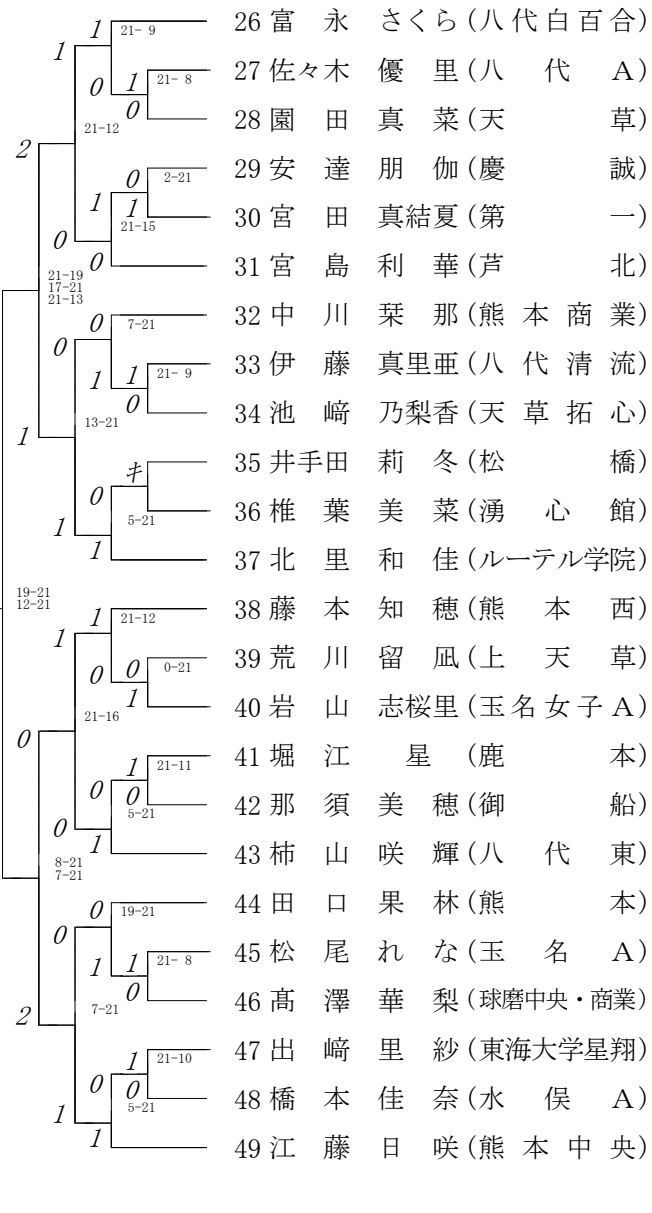 1 21- 9 26 富 永 さくら (八代白百合)
1
0 1 21- 8 27 佐々木 優 里 (八 代 A)
0 28 園 田 真 菜 (天 草)
21-12
2
0 2-21 29 安 達 朋 伽 (慶 誠)
1 1 30 宮 田 真結夏 (第 一)
21-15
0
0 31 宮 島 利 華 (芦 北)
21-19
17-21
21-13
0 7-21 32 中 川 栞 那 (熊 本 商 業)
0
1 1 21- 9 33 伊 藤 真里亜 (八 代 清 流)
0 34 池 﨑 乃梨香 (天 草 拓 心)
13-21
1
キ 35 井手田 莉 冬 (松 橋)
0 36 椎 葉 美 菜 (湧 心 館)
5-21
1
1 37 北 里 和 佳 (ルーテル学院)
19-21
12-21
1 21-12 38 藤 本 知 穂 (熊 本 西)
1
0 0 0-21 39 荒 川 留 凪 (上 天 草)
1 40 岩 山 志桜里 (玉名女子A)
21-16
0
1 21-11 41 堀 江 星 (鹿 本)
0 0 42 那 須 美 穂 (御 船)
5-21
0
1 43 柿 山 咲 輝 (八 代 東)
8-21
7-21
0 19-21 44 田 口 果 林 (熊 本)
0
1 1 21- 8 45 松 尾 れ な (玉 名 A)
0 46 髙 澤 華 梨 (球磨中央・商業)
7-21
2
1 21-10 47 出 﨑 里 紗 (東海大学星翔)
0 0 48 橋 本 佳 奈 (水 俣 A)
5-21
1
1 49 江 藤 日 咲 (熊 本 中 央)